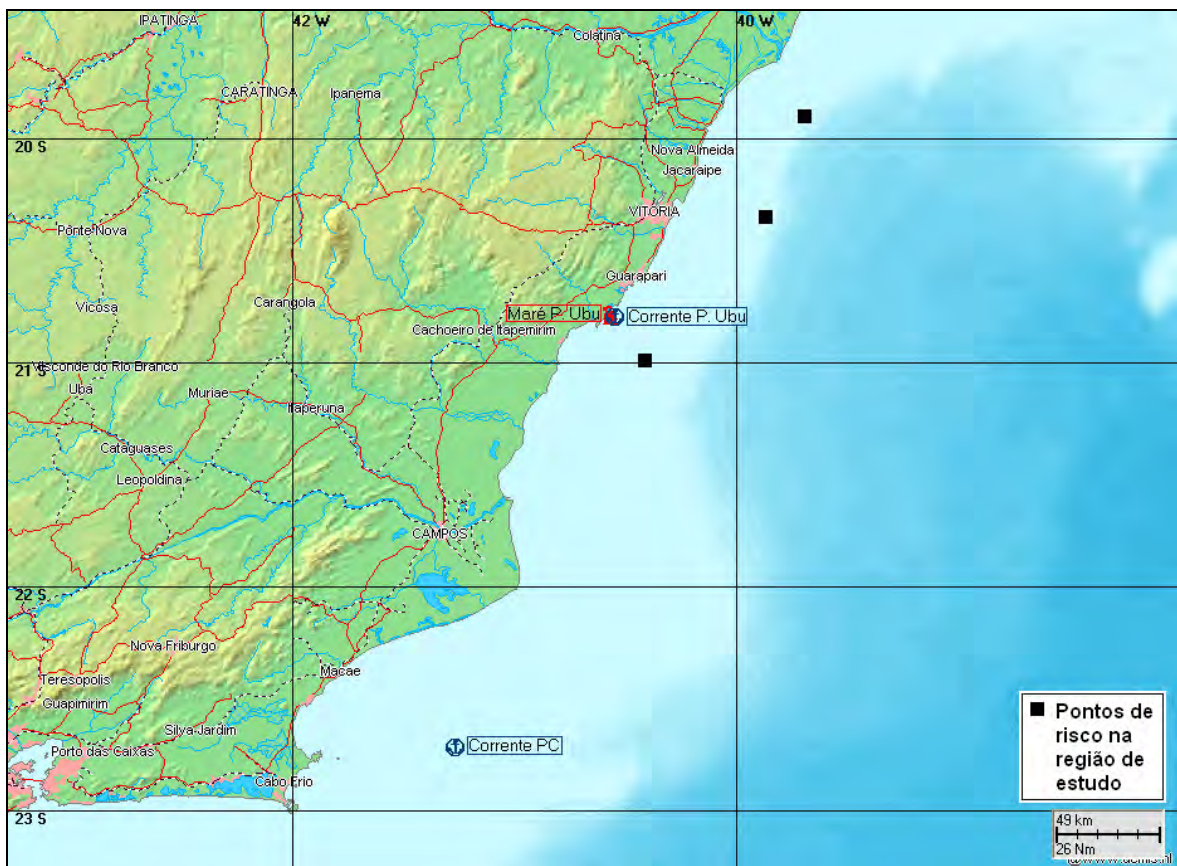 IPATINGA
42 W
40 W
Colatina
CARATINGA
Ipanema
20 S
Nova Almeida
Jacaraipe
VITORIA
Ponte Nova
Guarapari
Vicosa
Carangola
Maré P. Ubu
Corrente P. Ubu
Cachoeiro de Itapemirim
21 S
Visconde do Rio Branco
Uba
Muriae
Itaperuna
Cataguases
Leopoldina
CAMPOS
22 S
Nova Friburgo
Macae
Teresopolis
Guapimirim
Silva-Jardim
Porto das Caixas
Corrente PC
Cabo Frio
23 S
Pontos de
risco na
região de
estudo
49 km
26 Nm